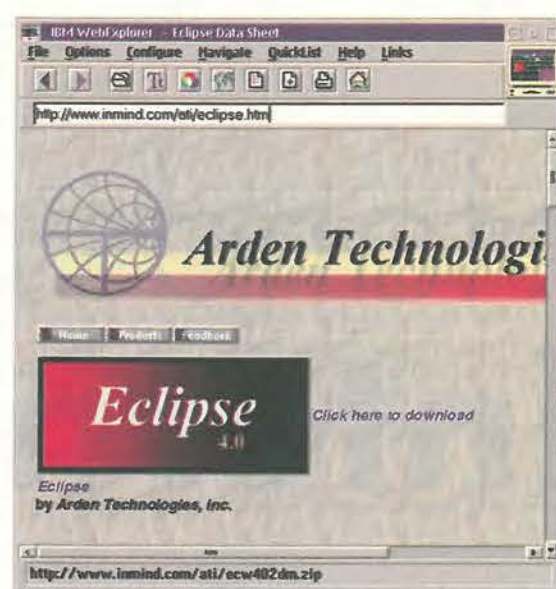 IBM WebExplorer - Eclipse Data Sheet
File Options Configure Navigate QuickList Help Links
http://www.inmind.com/ati/eclipse.htm
Arden Technologi
Home Products Feedback
Eclipse
4.0
Click here to download
Eclipse
by Arden Technologies, Inc.
http://www.inmind.com/ati/ecw402dm.zip